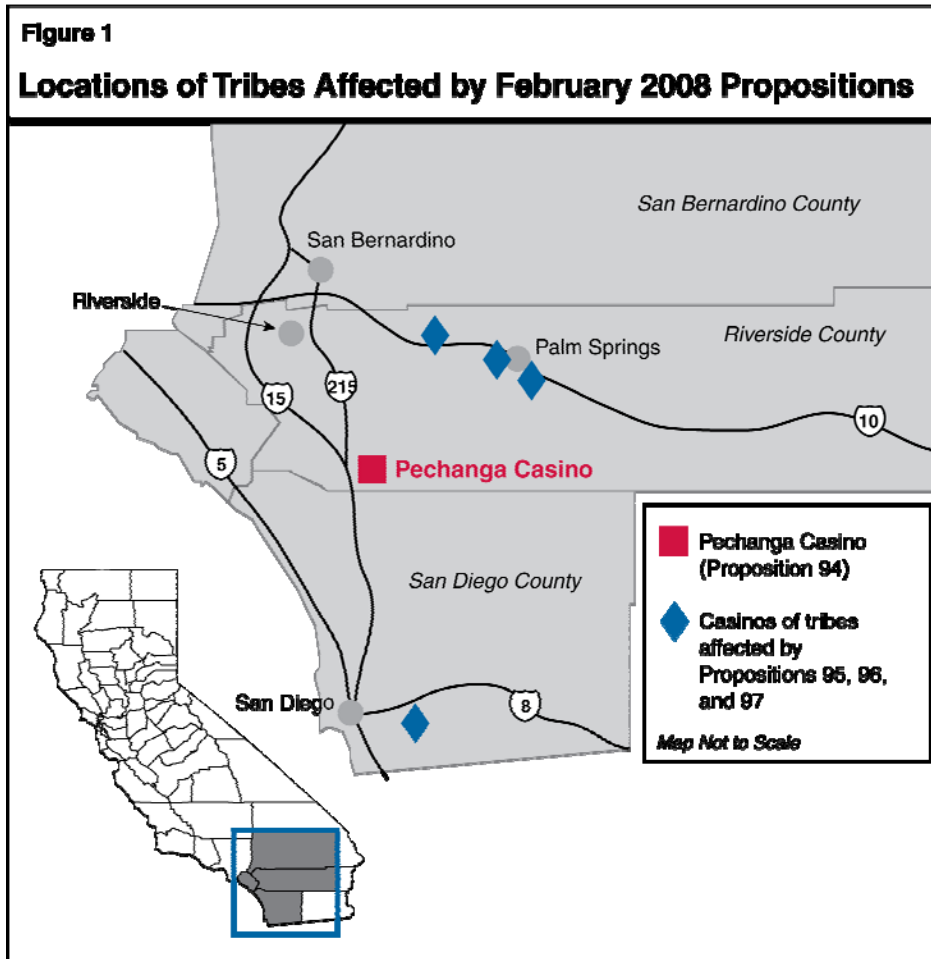 Figure 1
Locations of Tribes Affected by February 2008 Propositions
San Bernardino County
San Bernardino
Riverside
Riverside County
Palm Springs
15
215
10
5
Pechanga Casino
San Diego County
San Diego
8
Pechanga Casino
(Proposition 94)
Casinos of tribes
affected by
Propositions 95, 96,
and 97
Map Not to Scale